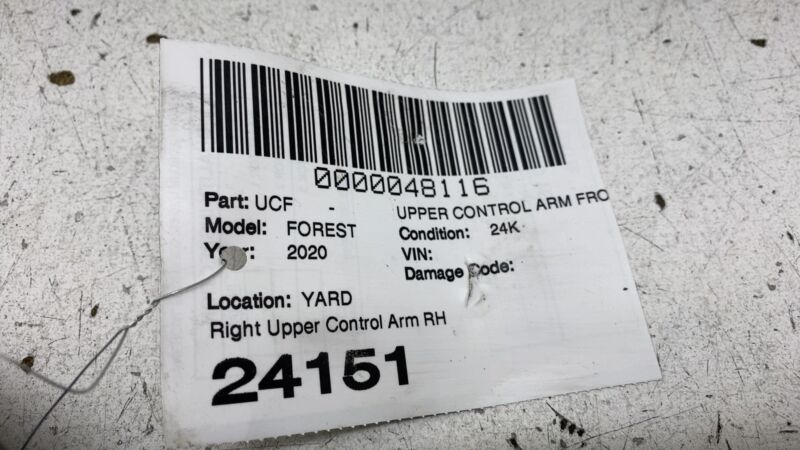 0000048116
Part: UCF - UPPER CONTROL ARM FRO
Model: FOREST Condition: 24K
Year: 2020 VIN:
Damage Code:
Location: YARD
Right Upper Control Arm RH
24151